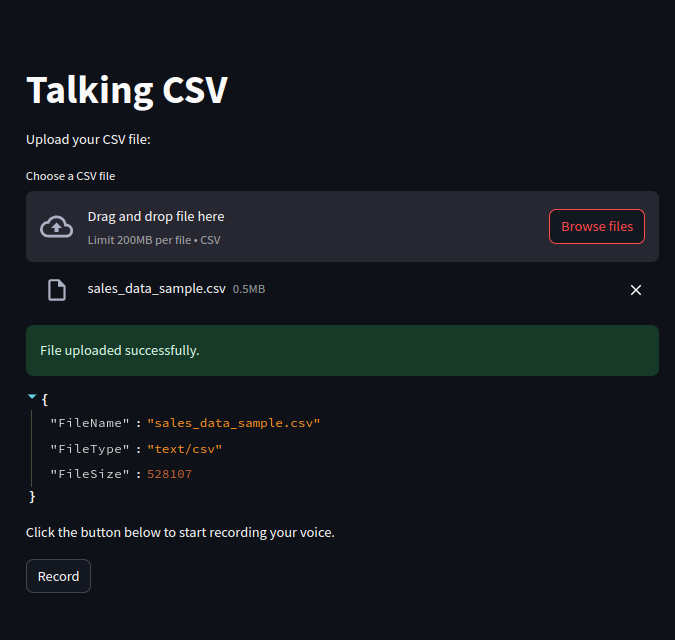 Talking CSV
Upload your CSV file:
Choose a CSV file
Drag and drop file here
Limit 200MB per file • CSV
Browse files
sales_data_sample.csv 0.5MB
File uploaded successfully.
{
"FileName" : "sales_data_sample.csv"
"FileType" : "text/csv"
"FileSize" : 528107
}
Click the button below to start recording your voice.
Record